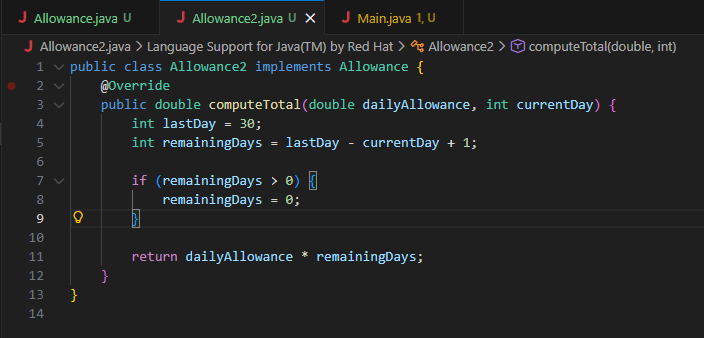 Allowance.java U Allowance2.java U Main.java 1, U
Allowance2.java > Language Support for Java(TM) by Red Hat > Allowance2 > computeTotal(double, int)
1 public class Allowance2 implements Allowance {
2 @Override
3 public double computeTotal(double dailyAllowance, int currentDay) {
4 int lastDay = 30;
5 int remainingDays = lastDay - currentDay + 1;
6
7 if (remainingDays > 0) {
8 remainingDays = 0;
9 }
10
11 return dailyAllowance * remainingDays;
12 }
13 }
14